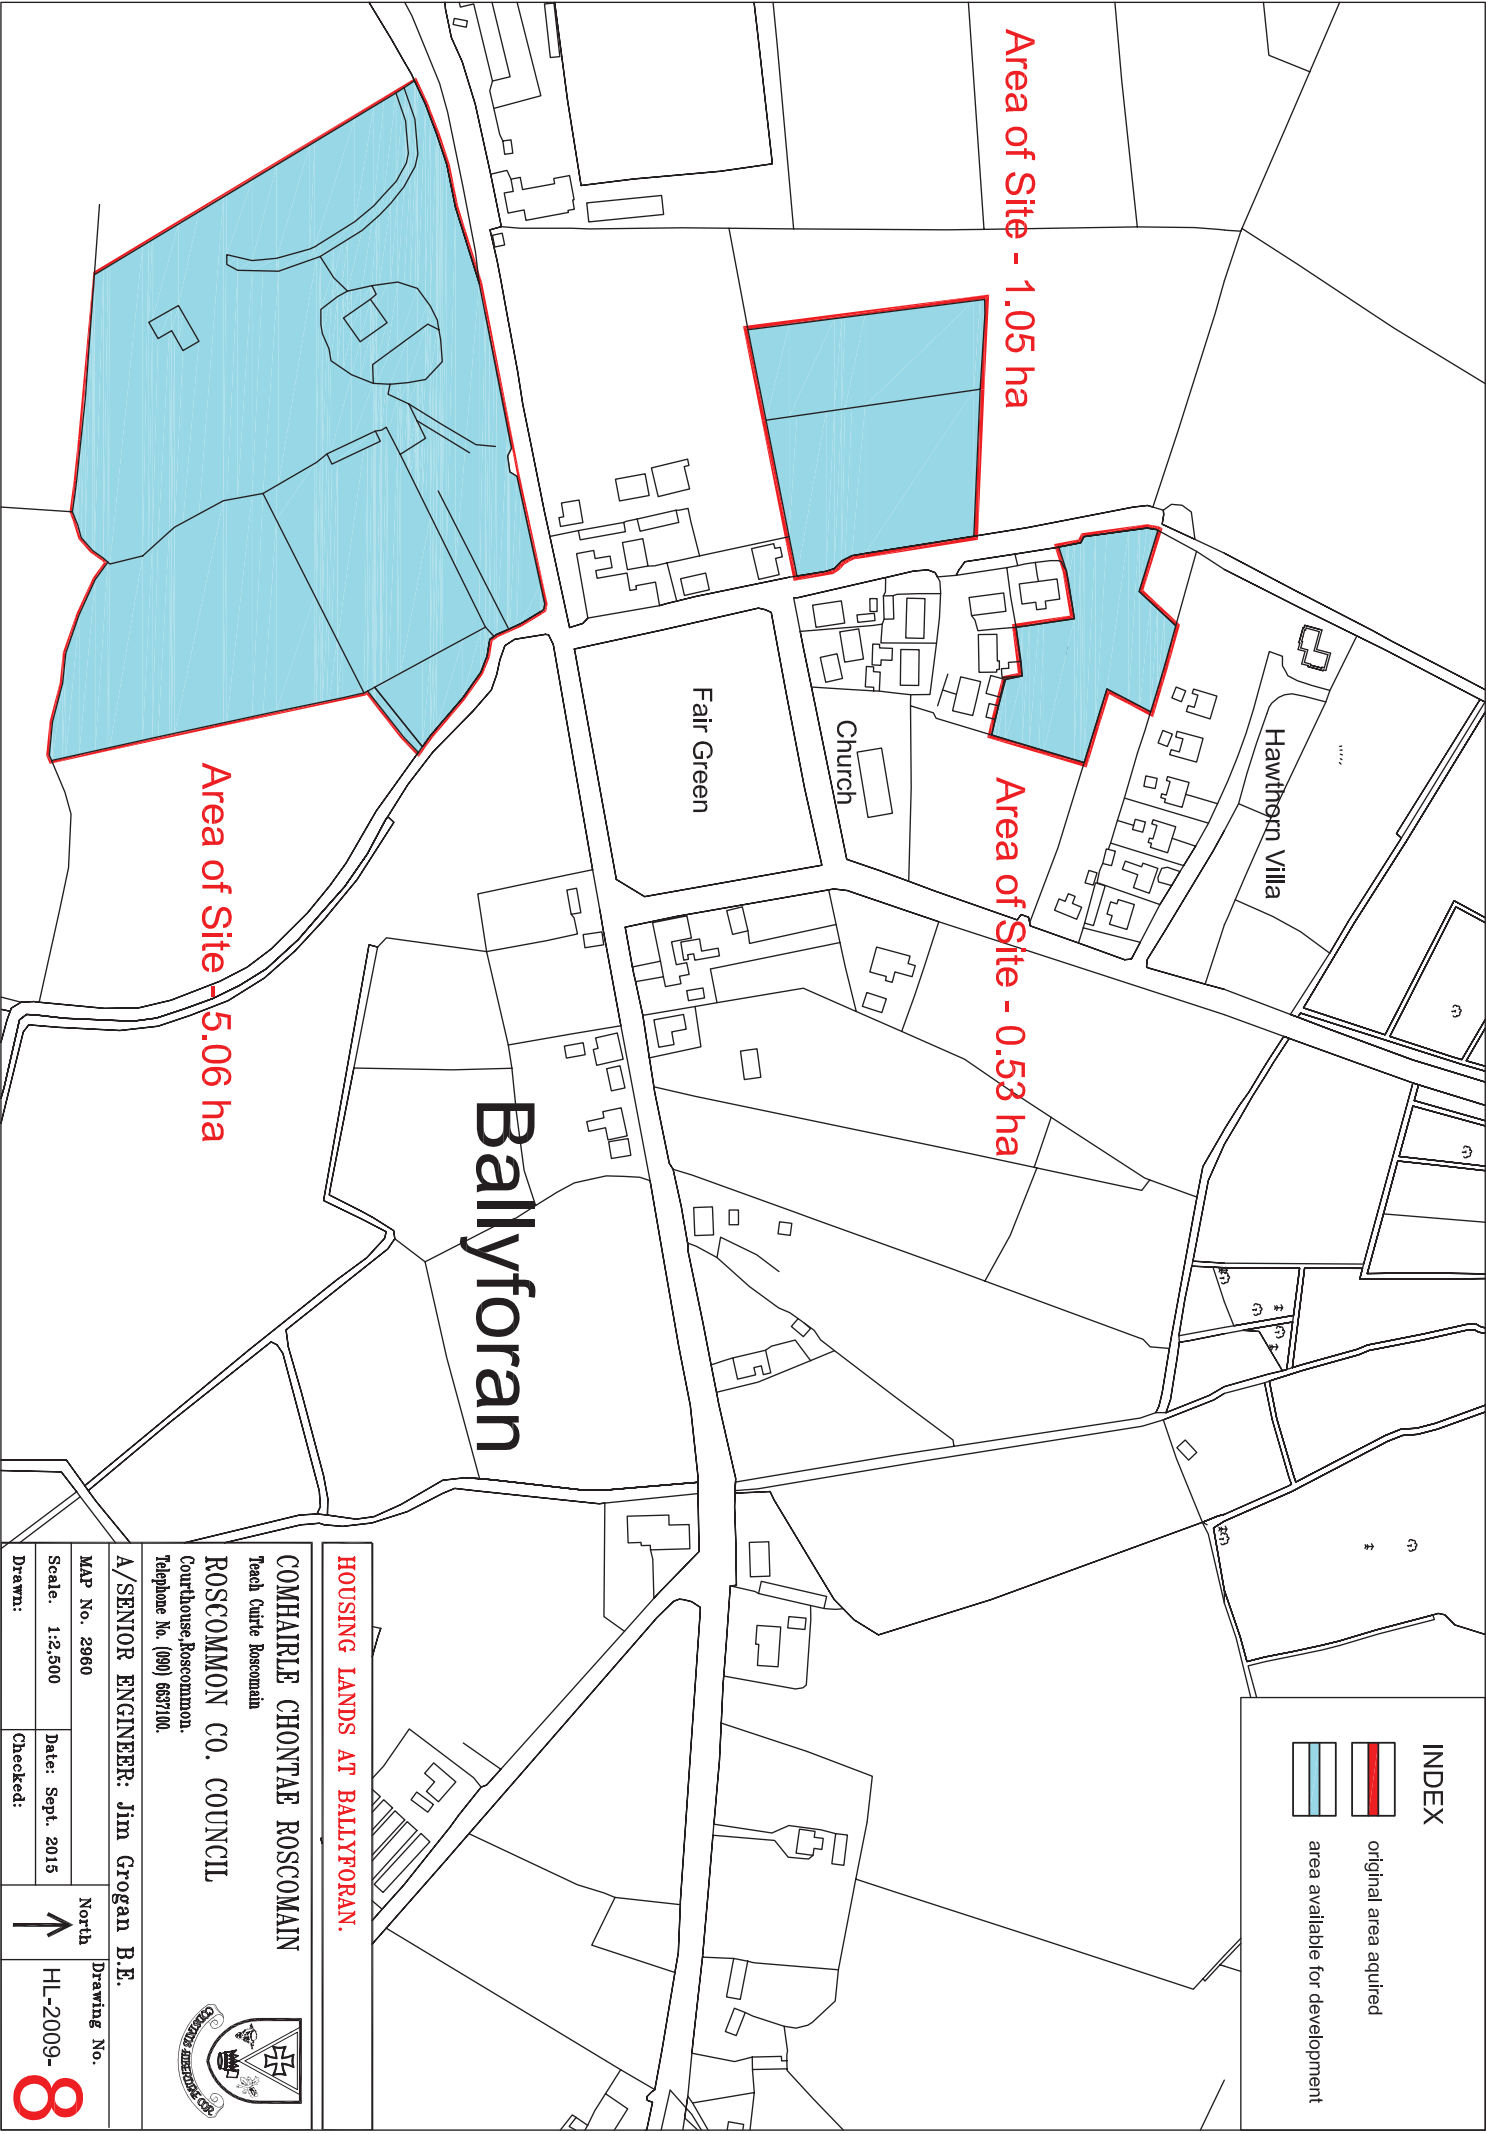 Area of Site - 1.05 ha
Hawthorn Villa
Church
Fair Green
Area of Site - 0.53 ha
Area of Site - 5.06 ha
Ballyforan
INDEX
original area aquired
area available for development
HOUSING LANDS AT BALLYFORAN.
COMHAIRLE CHONTAE ROSCOMAIN
Teach Cuirte Roscomain
ROSCOMMON CO. COUNCIL
Courthouse,Roscommon.
Telephone No. (090) 6637100.
A/SENIOR ENGINEER: Jim Grogan B.E.
MAP No. 2960
Scale. 1:2,500
Date: Sept. 2015
Drawn:
Checked:
North
Drawing No.
HL-2009-8